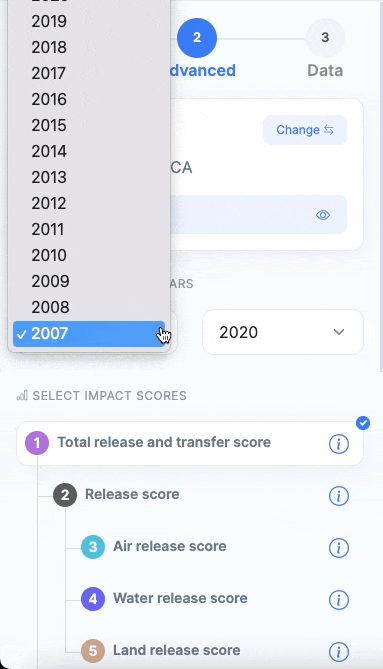 2019
2018
2017
2016
2015
2014
2013
2012
2011
2010
2009
2008
✓ 2007
2
3
dvanced
Data
Change
CA
ARS
2020
SELECT IMPACT SCORES
1 Total release and transfer score i
2 Release score i
3 Air release score i
4 Water release score i
5 Land release score i